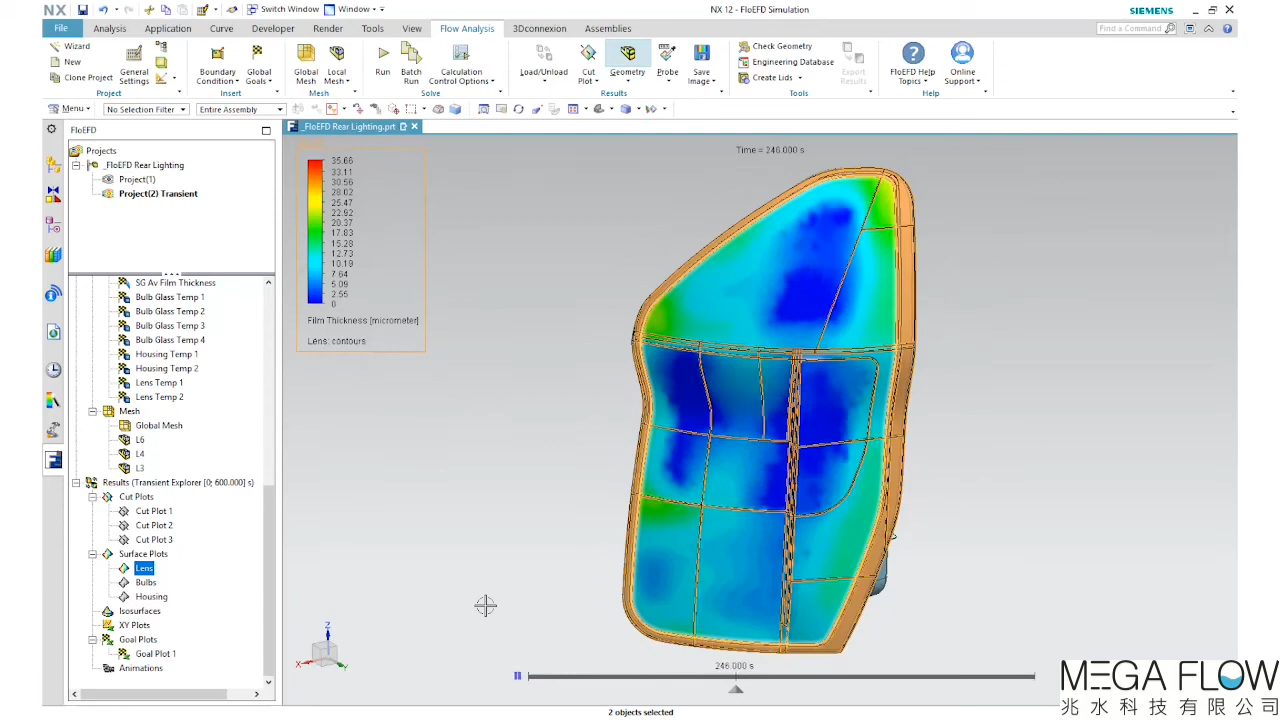 NX
Switch Window
Window
NX 12 - FloEFD Simulation
SIEMENS
File
Analysis
Application
Curve
Developer
Render
Tools
View
Flow Analysis
3Dconnexion
Assemblies
Find a Command
Wizard
New
Clone Project
General Settings
Project
Boundary Condition
Global Goals
Insert
Global Mesh
Local Mesh
Mesh
Run
Batch Run
Calculation Control Options
Solve
Load/Unload
Cut Plot
Geometry
Probe
Save Image
Results
Check Geometry
Engineering Database
Create Lids
Export Results
Tools
FloEFD Help Topics
Online Support
Help
Menu
No Selection Filter
Entire Assembly
FloEFD
_FloEFD Rear Lighting.prt
Projects
_FloEFD Rear Lighting
Project(1)
Project(2) Transient
SG Av Film Thickness
Bulb Glass Temp 1
Bulb Glass Temp 2
Bulb Glass Temp 3
Bulb Glass Temp 4
Housing Temp 1
Housing Temp 2
Lens Temp 1
Lens Temp 2
Mesh
Global Mesh
L6
L4
L3
Results (Transient Explorer [0; 600.000] s)
Cut Plots
Cut Plot 1
Cut Plot 2
Cut Plot 3
Surface Plots
Lens
Bulbs
Housing
Isosurfaces
XY Plots
Goal Plots
Goal Plot 1
Animations
35.66
33.11
30.56
28.02
25.47
22.92
20.37
17.83
15.28
12.73
10.19
7.64
5.09
2.55
0
Film Thickness [micrometer]
Lens: contours
Time = 246.000 s
Z
X
Y
246.000 s
2 objects selected
MEGA FLOW
兆水科技有限公司